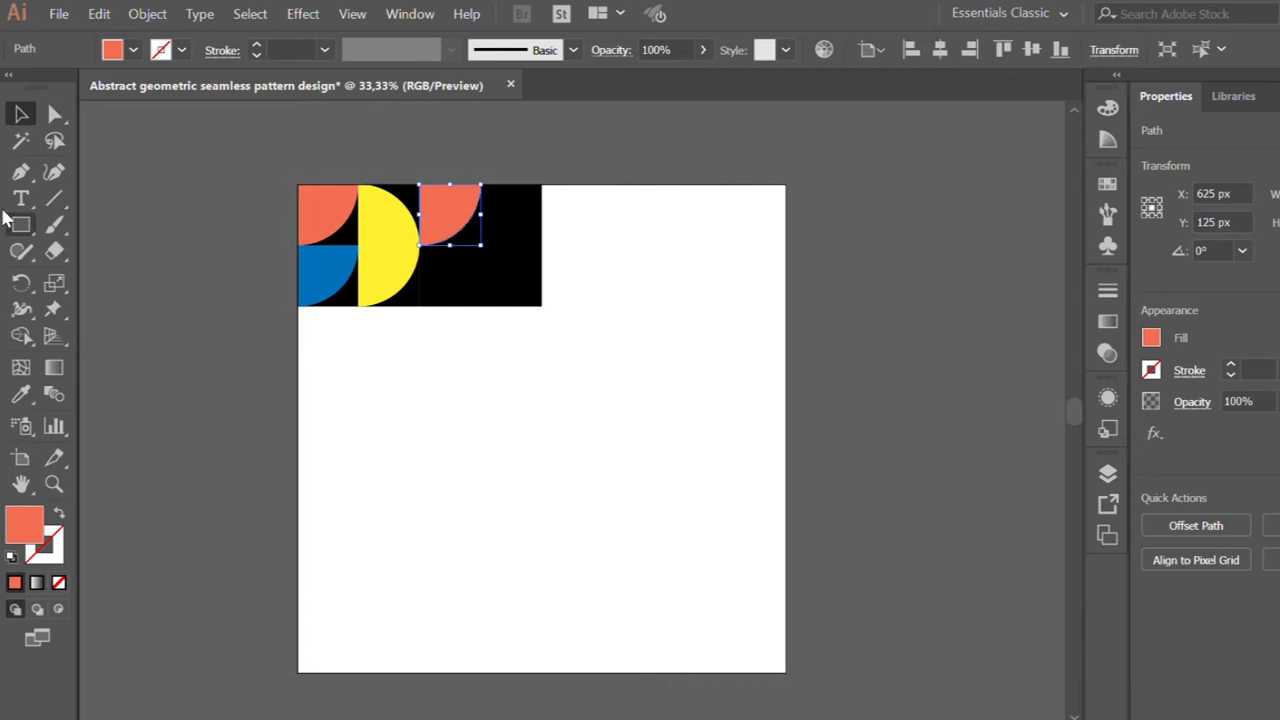 Ai File Edit Object Type Select Effect View Window Help Br St Essentials Classic Search Adobe Stock
Path Stroke: Basic Opacity: 100% Style: Transform
Abstract geometric seamless pattern design* @ 33,33% (RGB/Preview)
Properties Libraries
Path
Transform
X: 625 px W
Y: 125 px H
0°
Appearance
Fill
Stroke
Opacity 100%
fx
Quick Actions
Offset Path
Align to Pixel Grid